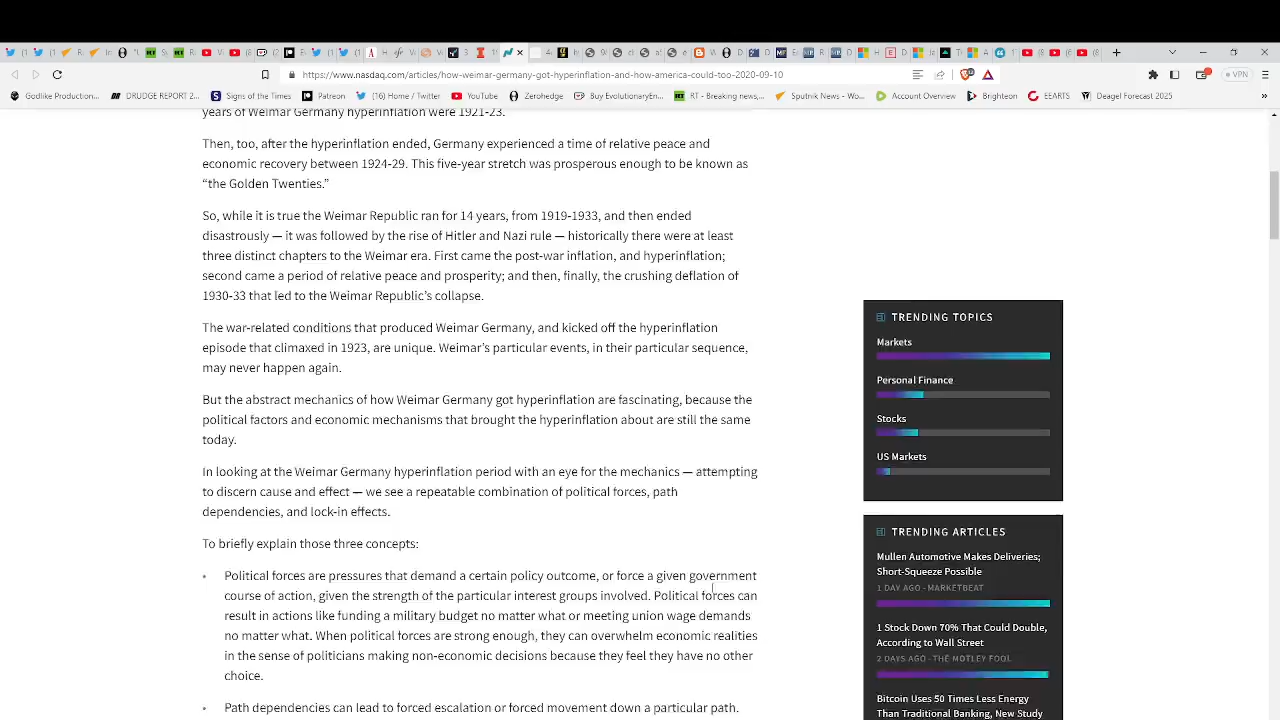 https://www.nasdaq.com/articles/how-weimar-germany-got-hyperinflation-and-how-america-could-too-2020-09-10
VPN
Godlike Productio...
DRUDGE REPORT 2...
Signs of the Times
Patreon
(16) Home / Twitter
YouTube
Zerohedge
Buy EvolutionaryEn...
RT - Breaking news,...
Sputnik News - Wo...
Account Overview
Brighteon
EEARTS
Deagel Forecast 2025
years of Weimar Germany hyperinflation were 1921-23.
Then, too, after the hyperinflation ended, Germany experienced a time of relative peace and
economic recovery between 1924-29. This five-year stretch was prosperous enough to be known as
“the Golden Twenties.”
So, while it is true the Weimar Republic ran for 14 years, from 1919-1933, and then ended
disastrously — it was followed by the rise of Hitler and Nazi rule — historically there were at least
three distinct chapters to the Weimar era. First came the post-war inflation, and hyperinflation;
second came a period of relative peace and prosperity; and then, finally, the crushing deflation of
1930-33 that led to the Weimar Republic’s collapse.
The war-related conditions that produced Weimar Germany, and kicked off the hyperinflation
episode that climaxed in 1923, are unique. Weimar’s particular events, in their particular sequence,
may never happen again.
But the abstract mechanics of how Weimar Germany got hyperinflation are fascinating, because the
political factors and economic mechanisms that brought the hyperinflation about are still the same
today.
In looking at the Weimar Germany hyperinflation period with an eye for the mechanics — attempting
to discern cause and effect — we see a repeatable combination of political forces, path
dependencies, and lock-in effects.
To briefly explain those three concepts:
• Political forces are pressures that demand a certain policy outcome, or force a given government
into action, given the strength of the particular interest groups involved. Political forces can
result in actions like funding a military budget no matter what or meeting union wage demands
no matter what. When political forces are strong enough, they can overwhelm economic realities
in the sense of politicians making non-economic decisions because they feel they have no other
choice.
• Path dependencies can lead to forced escalation or forced movement down a particular path.
TRENDING TOPICS
Markets
Personal Finance
Stocks
US Markets
TRENDING ARTICLES
Mullen Automotive Makes Deliveries;
Short-Squeeze Possible
1 DAY AGO - MARKETBEAT
1 Stock Down 70% That Could Double,
According to Wall Street
2 DAYS AGO - THE MOTLEY FOOL
Bitcoin Uses 50 Times Less Energy
Than Traditional Banking, New Study